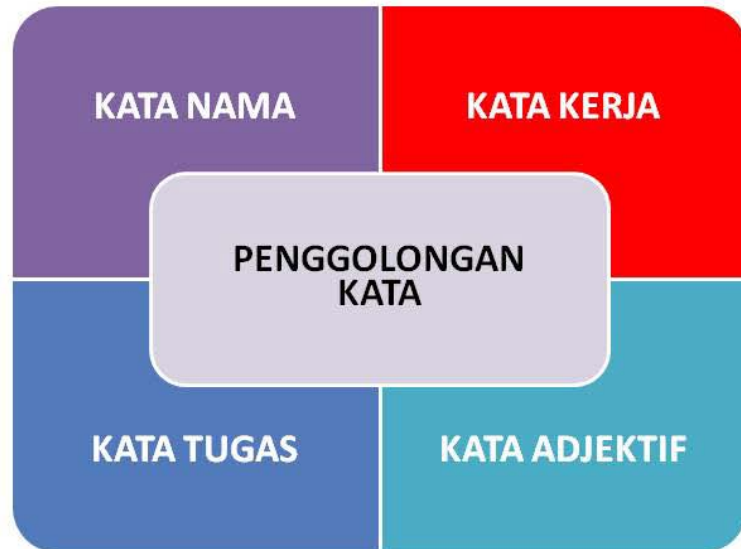 KATA NAMA
KATA KERJA
PENGGOLONGAN
KATA
KATA TUGAS
KATA ADJEKTIF